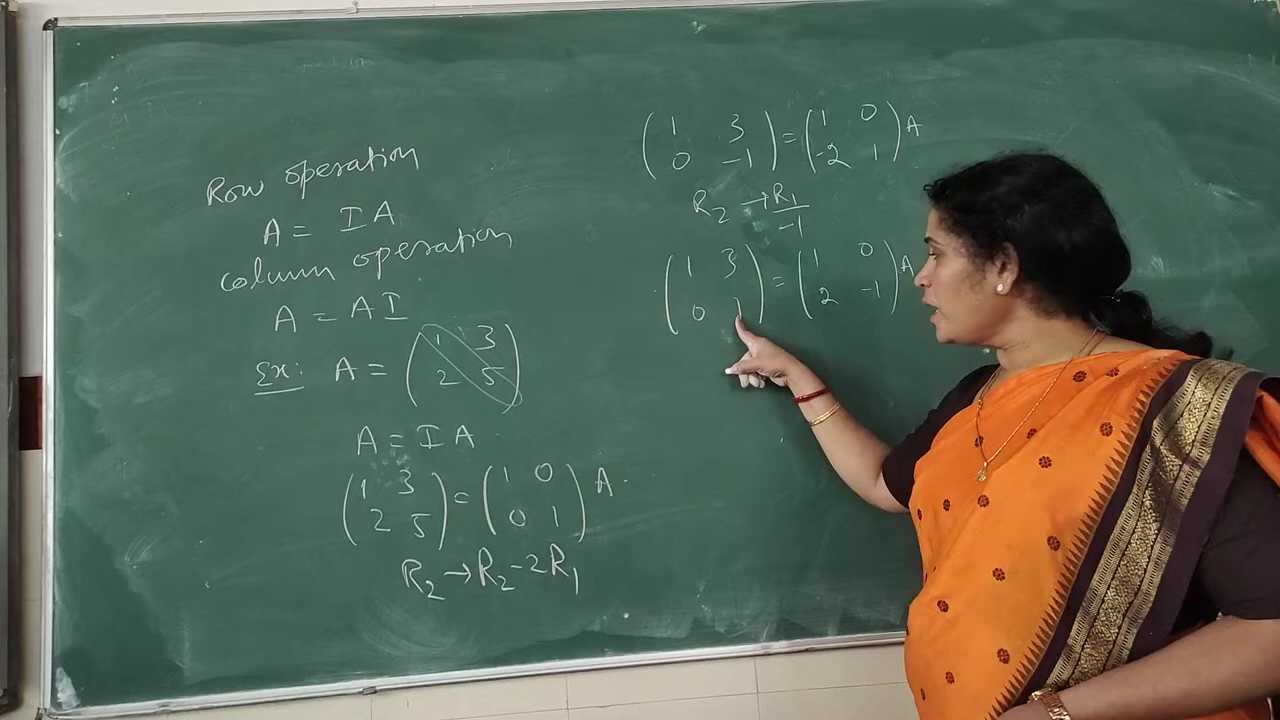 Row operation
A = IA
column operation
A = AI
Ex: A = ( 1 3
2 5 )
A = IA
( 1 3
2 5 ) = ( 1 0
0 1 ) A.
R₂ → R₂ - 2R₁
( 1 3
0 -1 ) = ( 1 0
-2 1 ) A
R₂ → R₁/-1
( 1 3
0 1 ) = ( 1 0
2 -1 ) A